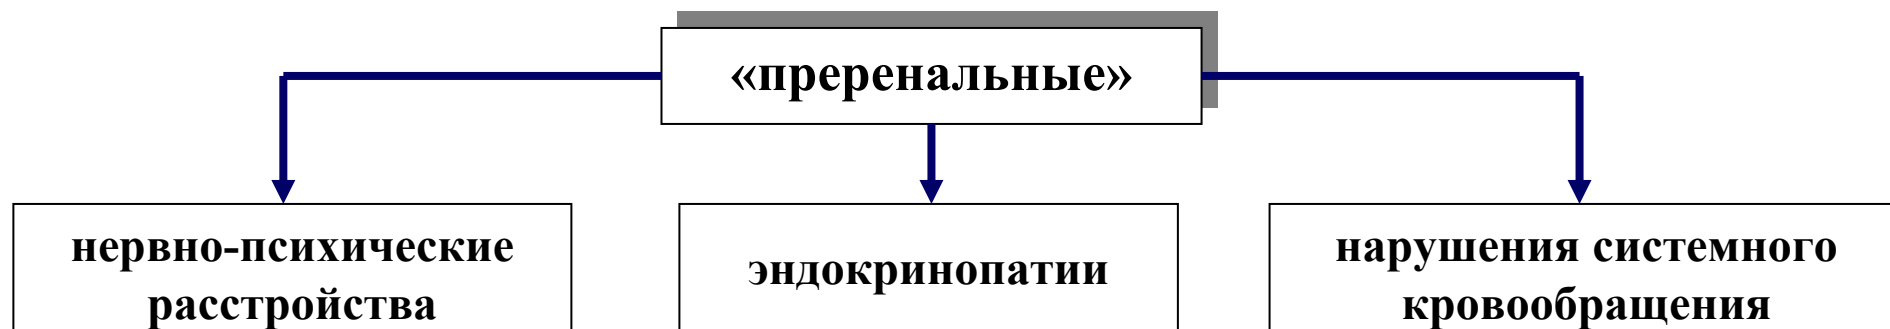 «преренальные»
нервно-психические
расстройства
эндокринопатии
нарушения системного
кровообращения